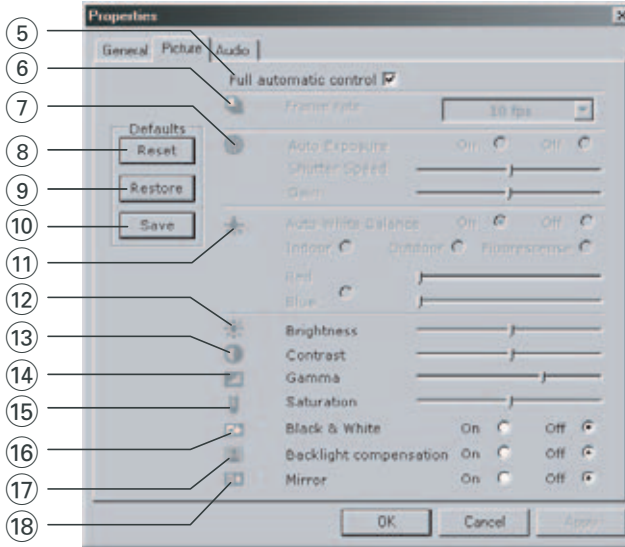 Properties
General Picture Audio
5 Full automatic control
6 Frame rate 10 fps
7 Auto Exposure On Off
Shutter Speed
Gain
Defaults
8 Reset
9 Restore
10 Save
11 Auto White Balance On Off
Indoor Outdoor
Red
Blue
12 Brightness
13 Contrast
14 Gamma
15 Saturation
16 Black & White On Off
17 Backlight compensation On Off
18 Mirror On Off
OK Cancel Apply